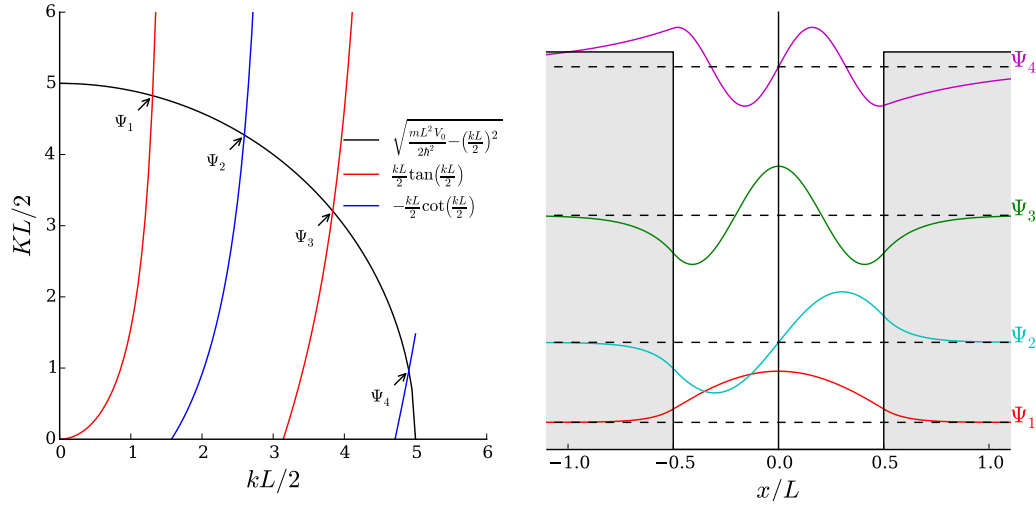 6
5
4
3
2
1
0
KL/2
0 1 2 3 4 5 6
kL/2
Ψ₁
Ψ₂
Ψ₃
Ψ₄
√(mL²V₀/2ℏ² − (kL/2)²)
kL/2 tan(kL/2)
−kL/2 cot(kL/2)
Ψ₄
Ψ₃
Ψ₂
Ψ₁
−1.0 −0.5 0.0 0.5 1.0
x/L